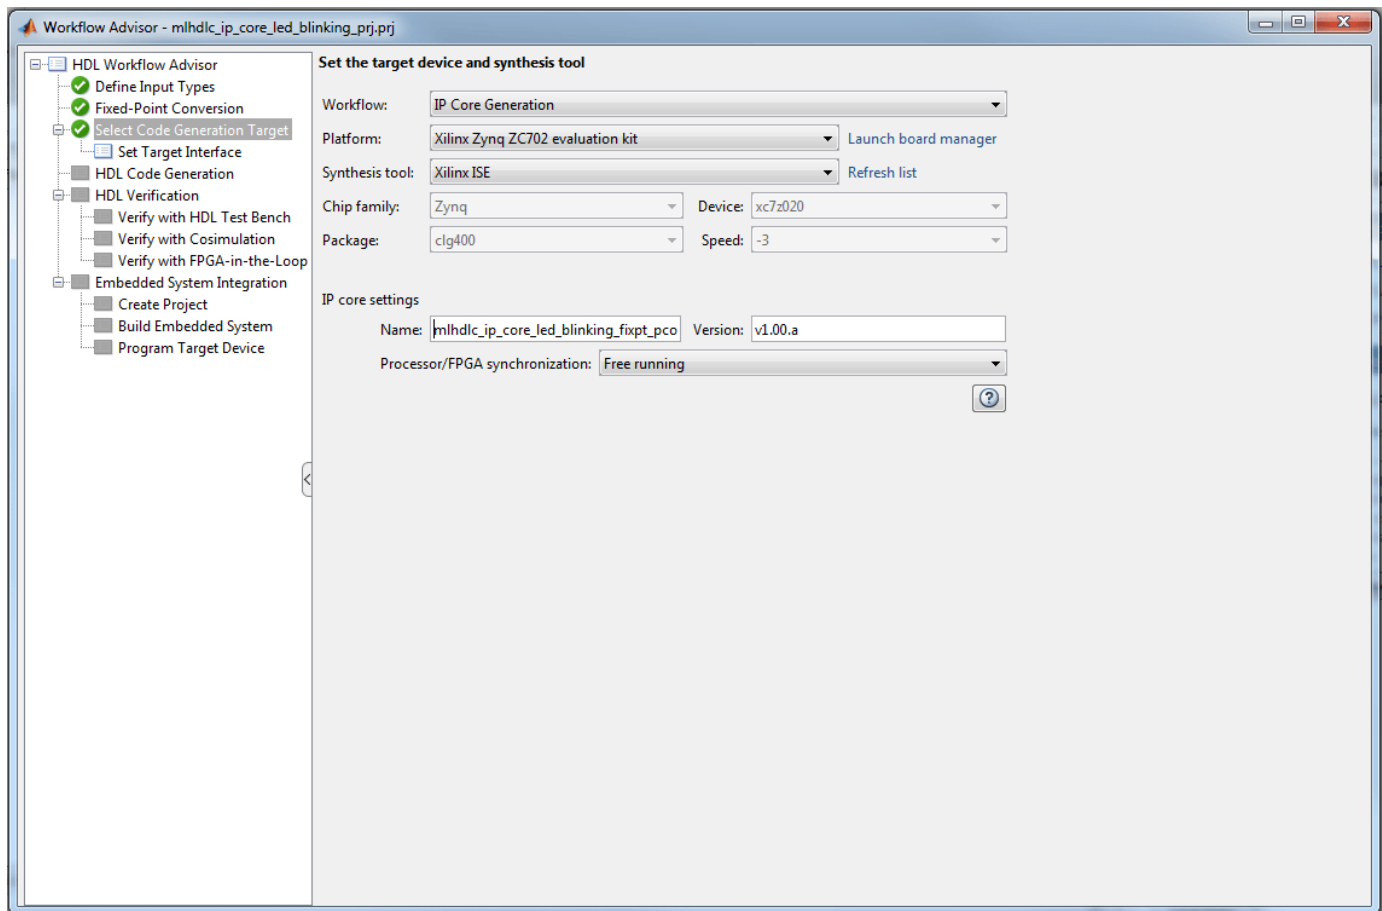 Workflow Advisor - mlhdlc_ip_core_led_blinking_prj.prj
HDL Workflow Advisor
Define Input Types
Fixed-Point Conversion
Select Code Generation Target
Set Target Interface
HDL Code Generation
HDL Verification
Verify with HDL Test Bench
Verify with Cosimulation
Verify with FPGA-in-the-Loop
Embedded System Integration
Create Project
Build Embedded System
Program Target Device
Set the target device and synthesis tool
Workflow: IP Core Generation
Platform: Xilinx Zynq ZC702 evaluation kit Launch board manager
Synthesis tool: Xilinx ISE Refresh list
Chip family: Zynq Device: xc7z020
Package: clg400 Speed: -3
IP core settings
Name: mlhdlc_ip_core_led_blinking_fixpt_pco Version: v1.00.a
Processor/FPGA synchronization: Free running